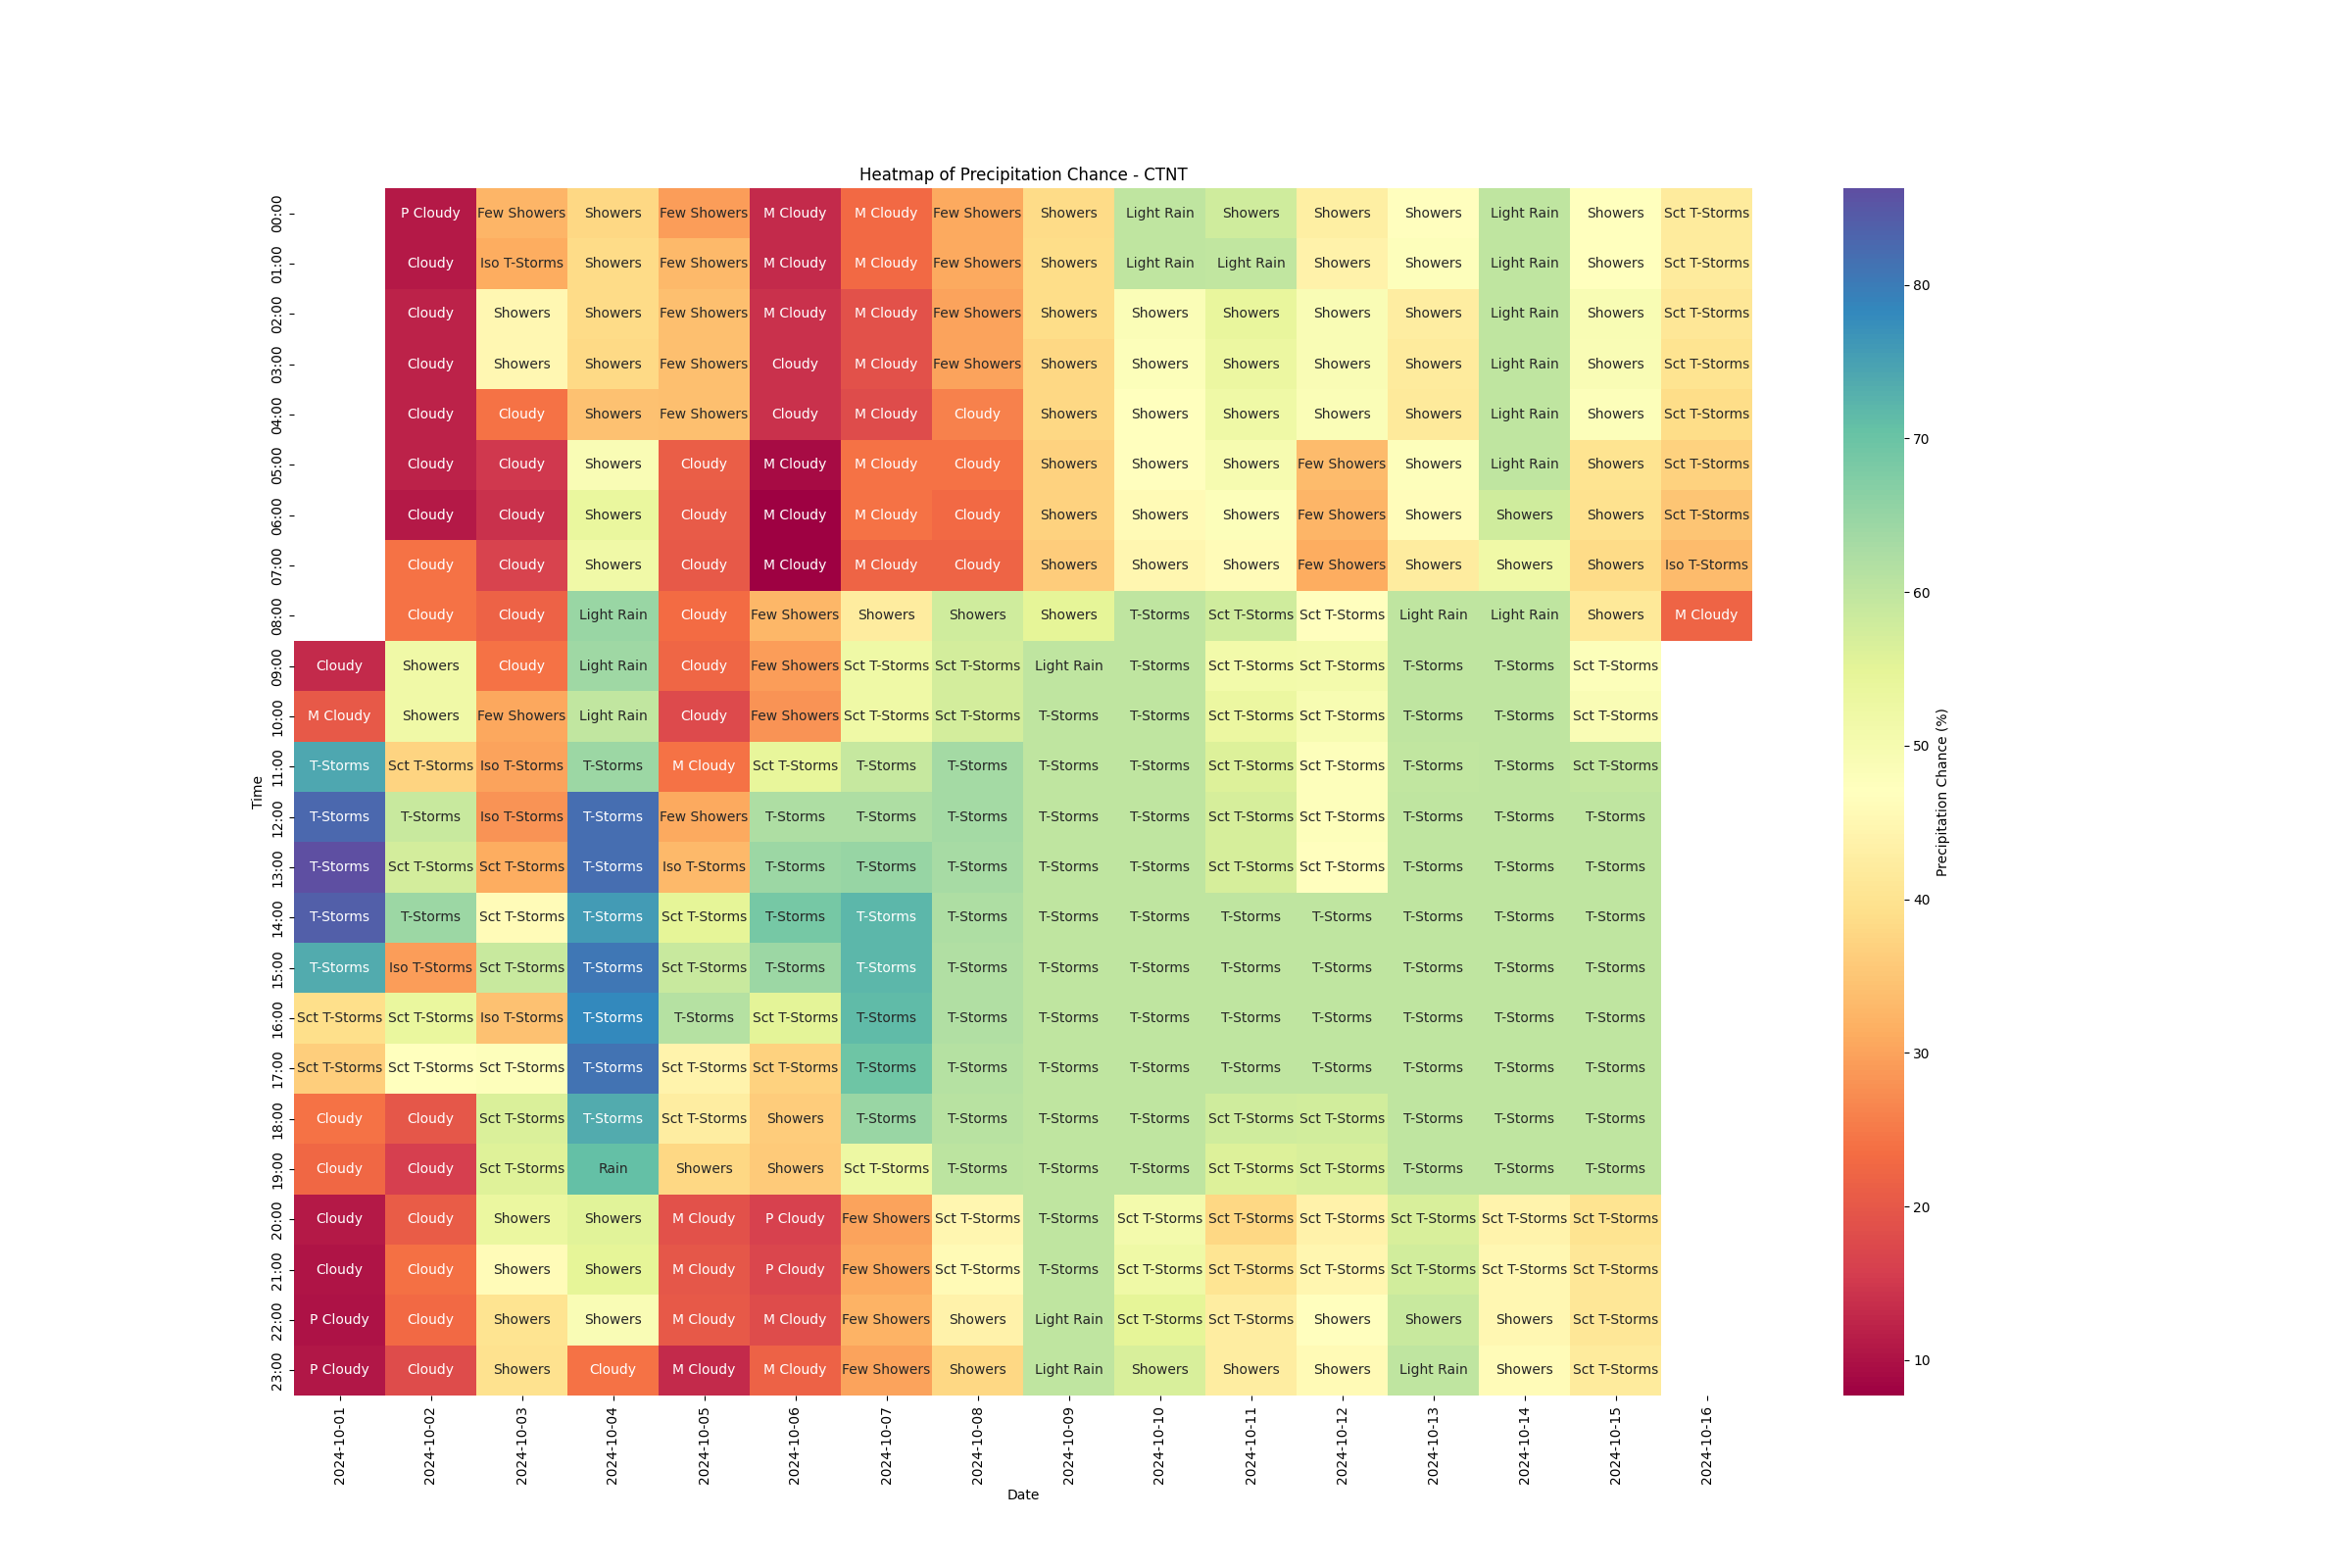 Heatmap of Precipitation Chance - CTNT
00:00 P Cloudy Few Showers Showers Few Showers M Cloudy M Cloudy Few Showers Showers Light Rain Showers Showers Showers Light Rain Showers Sct T-Storms
01:00 Cloudy Iso T-Storms Showers Few Showers M Cloudy M Cloudy Few Showers Showers Light Rain Light Rain Showers Showers Light Rain Showers Sct T-Storms
02:00 Cloudy Showers Showers Few Showers M Cloudy M Cloudy Few Showers Showers Showers Showers Showers Showers Light Rain Showers Sct T-Storms
03:00 Cloudy Showers Showers Few Showers Cloudy M Cloudy Few Showers Showers Showers Showers Showers Showers Light Rain Showers Sct T-Storms
04:00 Cloudy Cloudy Showers Few Showers Cloudy M Cloudy Cloudy Showers Showers Showers Showers Showers Light Rain Showers Sct T-Storms
05:00 Cloudy Cloudy Showers Cloudy M Cloudy M Cloudy Cloudy Showers Showers Showers Few Showers Showers Light Rain Showers Sct T-Storms
06:00 Cloudy Cloudy Showers Cloudy M Cloudy M Cloudy Cloudy Showers Showers Showers Few Showers Showers Showers Showers Sct T-Storms
07:00 Cloudy Cloudy Showers Cloudy M Cloudy M Cloudy Cloudy Showers Showers Showers Few Showers Showers Showers Showers Iso T-Storms
08:00 Cloudy Cloudy Light Rain Cloudy Few Showers Showers Showers Showers T-Storms Sct T-Storms Sct T-Storms Light Rain Light Rain Showers M Cloudy
09:00 Cloudy Showers Cloudy Light Rain Cloudy Few Showers Sct T-Storms Sct T-Storms Light Rain T-Storms Sct T-Storms Sct T-Storms T-Storms T-Storms Sct T-Storms
10:00 M Cloudy Showers Few Showers Light Rain Cloudy Few Showers Sct T-Storms Sct T-Storms T-Storms T-Storms Sct T-Storms Sct T-Storms T-Storms T-Storms Sct T-Storms
11:00 T-Storms Sct T-Storms Iso T-Storms T-Storms M Cloudy Sct T-Storms T-Storms T-Storms T-Storms T-Storms Sct T-Storms Sct T-Storms T-Storms T-Storms Sct T-Storms
12:00 T-Storms T-Storms Iso T-Storms T-Storms Few Showers T-Storms T-Storms T-Storms T-Storms T-Storms Sct T-Storms Sct T-Storms T-Storms T-Storms T-Storms
13:00 T-Storms Sct T-Storms Sct T-Storms T-Storms Iso T-Storms T-Storms T-Storms T-Storms T-Storms T-Storms Sct T-Storms Sct T-Storms T-Storms T-Storms T-Storms
14:00 T-Storms T-Storms Sct T-Storms T-Storms Sct T-Storms T-Storms T-Storms T-Storms T-Storms T-Storms T-Storms T-Storms T-Storms T-Storms T-Storms
15:00 T-Storms Iso T-Storms Sct T-Storms T-Storms Sct T-Storms T-Storms T-Storms T-Storms T-Storms T-Storms T-Storms T-Storms T-Storms T-Storms T-Storms
16:00 Sct T-Storms Sct T-Storms Iso T-Storms T-Storms T-Storms Sct T-Storms T-Storms T-Storms T-Storms T-Storms T-Storms T-Storms T-Storms T-Storms T-Storms
17:00 Sct T-Storms Sct T-Storms Sct T-Storms T-Storms Sct T-Storms Sct T-Storms T-Storms T-Storms T-Storms T-Storms T-Storms T-Storms T-Storms T-Storms T-Storms
18:00 Cloudy Cloudy Sct T-Storms T-Storms Sct T-Storms Showers T-Storms T-Storms T-Storms T-Storms Sct T-Storms Sct T-Storms T-Storms T-Storms T-Storms
19:00 Cloudy Cloudy Sct T-Storms Rain Showers Showers Sct T-Storms T-Storms T-Storms T-Storms Sct T-Storms Sct T-Storms T-Storms T-Storms T-Storms
20:00 Cloudy Cloudy Showers Showers M Cloudy P Cloudy Few Showers Sct T-Storms T-Storms Sct T-Storms Sct T-Storms Sct T-Storms Sct T-Storms Sct T-Storms Sct T-Storms
21:00 Cloudy Cloudy Showers Showers M Cloudy P Cloudy Few Showers Sct T-Storms T-Storms Sct T-Storms Sct T-Storms Sct T-Storms Sct T-Storms Sct T-Storms Sct T-Storms
22:00 P Cloudy Cloudy Showers Showers M Cloudy M Cloudy Few Showers Showers Light Rain Sct T-Storms Sct T-Storms Showers Showers Showers Sct T-Storms
23:00 P Cloudy Cloudy Showers Cloudy M Cloudy M Cloudy Few Showers Showers Light Rain Showers Showers Showers Light Rain Showers Sct T-Storms
Time
2024-10-01 2024-10-02 2024-10-03 2024-10-04 2024-10-05 2024-10-06 2024-10-07 2024-10-08 2024-10-09 2024-10-10 2024-10-11 2024-10-12 2024-10-13 2024-10-14 2024-10-15 2024-10-16
Date
80
70
60
50
40
30
20
10
Precipitation Chance (%)